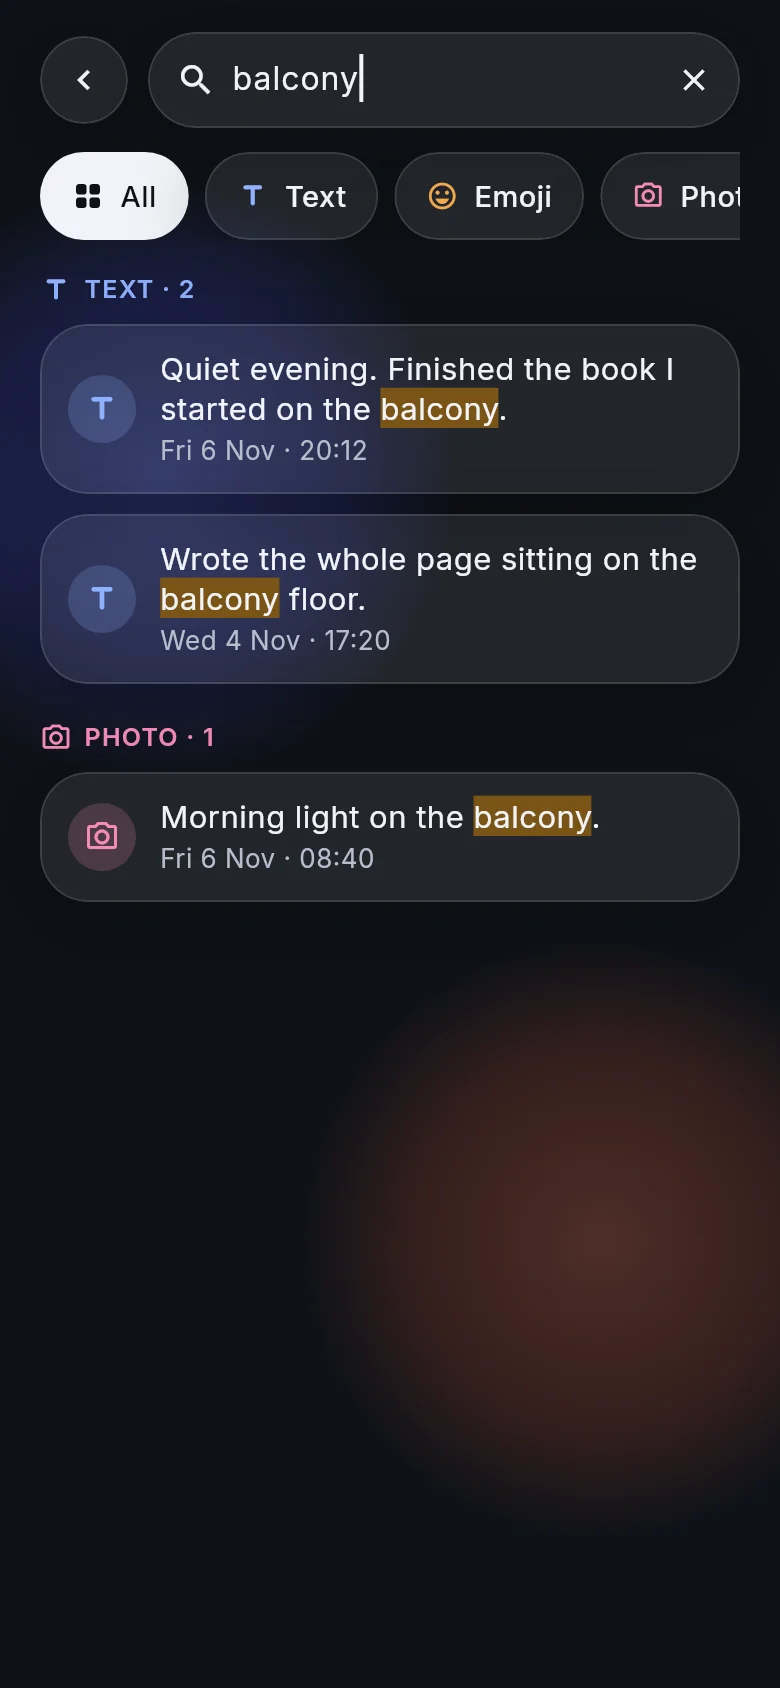 balcony
All
Text
Emoji
Phot
TEXT · 2
Quiet evening. Finished the book I
started on the balcony.
Fri 6 Nov · 20:12
Wrote the whole page sitting on the
balcony floor.
Wed 4 Nov · 17:20
PHOTO · 1
Morning light on the balcony.
Fri 6 Nov · 08:40